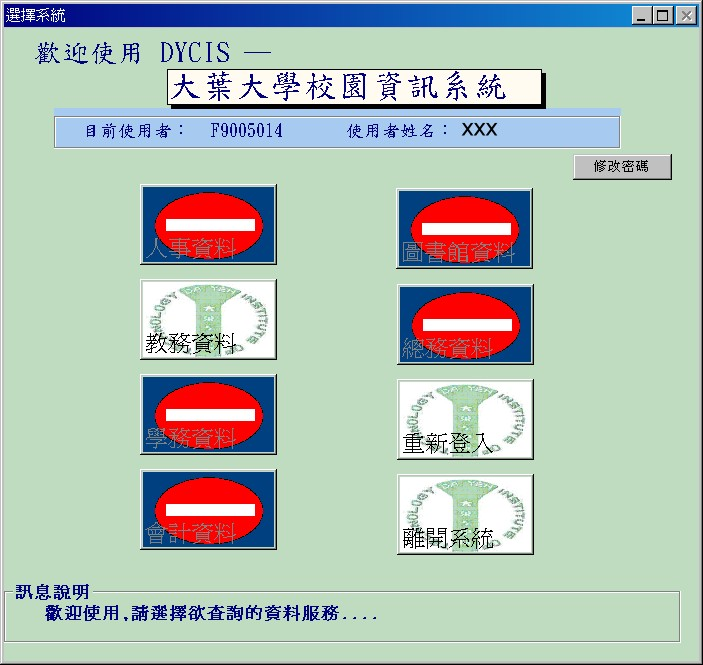 選擇系統
歡迎使用 DYCIS —
大葉大學校園資訊系統
目前使用者： F9005014 使用者姓名： XXX
修改密碼
人事資料
圖書館資料
教務資料
總務資料
學務資料
重新登入
會計資料
離開系統
訊息說明
歡迎使用,請選擇欲查詢的資料服務....